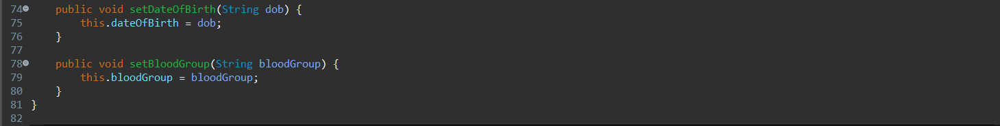 74 public void setDateOfBirth(String dob) {
75 this.dateOfBirth = dob;
76 }
77
78 public void setBloodGroup(String bloodGroup) {
79 this.bloodGroup = bloodGroup;
80 }
81 }
82